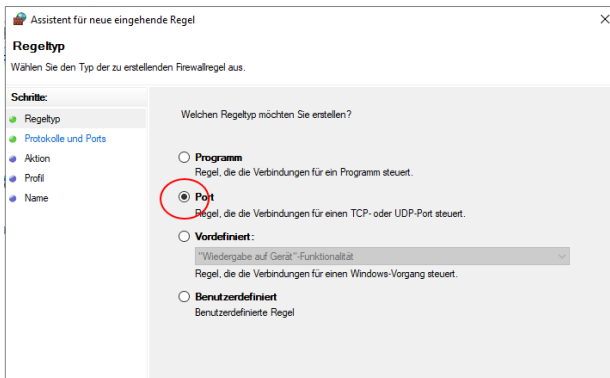 Assistent für neue eingehende Regel
Regeltyp
Wählen Sie den Typ der zu erstellenden Firewallregel aus.
Schritte:
Regeltyp
Protokolle und Ports
Aktion
Profil
Name
Welchen Regeltyp möchten Sie erstellen?
Programm
Regel, die die Verbindungen für ein Programm steuert.
Port
Regel, die die Verbindungen für einen TCP- oder UDP-Port steuert.
Vordefiniert:
"Wiedergabe auf Gerät"-Funktionalität
Regel, die die Verbindungen für einen Windows-Vorgang steuert.
Benutzerdefiniert
Benutzerdefinierte Regel